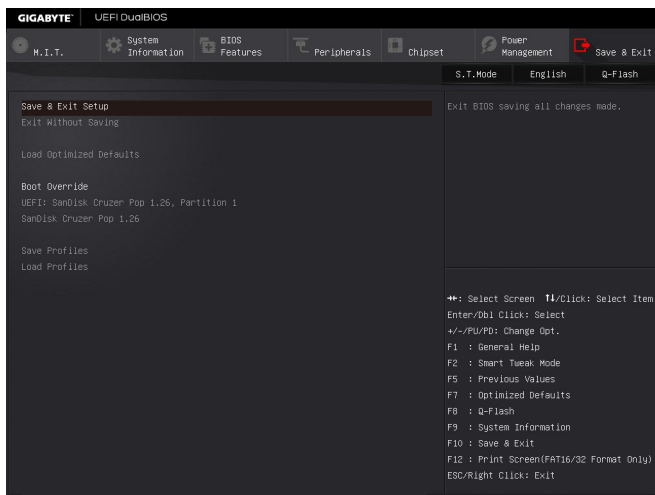 GIGABYTE™ UEFI DualBIOS
M.I.T.
System
Information
BIOS
Features
Peripherals
Chipset
Power
Management
Save & Exit
S.T.Mode English Q-Flash
Save & Exit Setup
Exit Without Saving
Load Optimized Defaults
Boot Override
UEFI: SanDisk Cruzer Pop 1.26, Partition 1
SanDisk Cruzer Pop 1.26
Save Profiles
Load Profiles
Exit BIOS saving all changes made.
→←: Select Screen ↑↓/Click: Select Item
Enter/Dbl Click: Select
+/-/PU/PD: Change Opt.
F1 : General Help
F2 : Smart Tweak Mode
F5 : Previous Values
F7 : Optimized Defaults
F8 : Q-Flash
F9 : System Information
F10 : Save & Exit
F12 : Print Screen(FAT16/32 Format Only)
ESC/Right Click: Exit